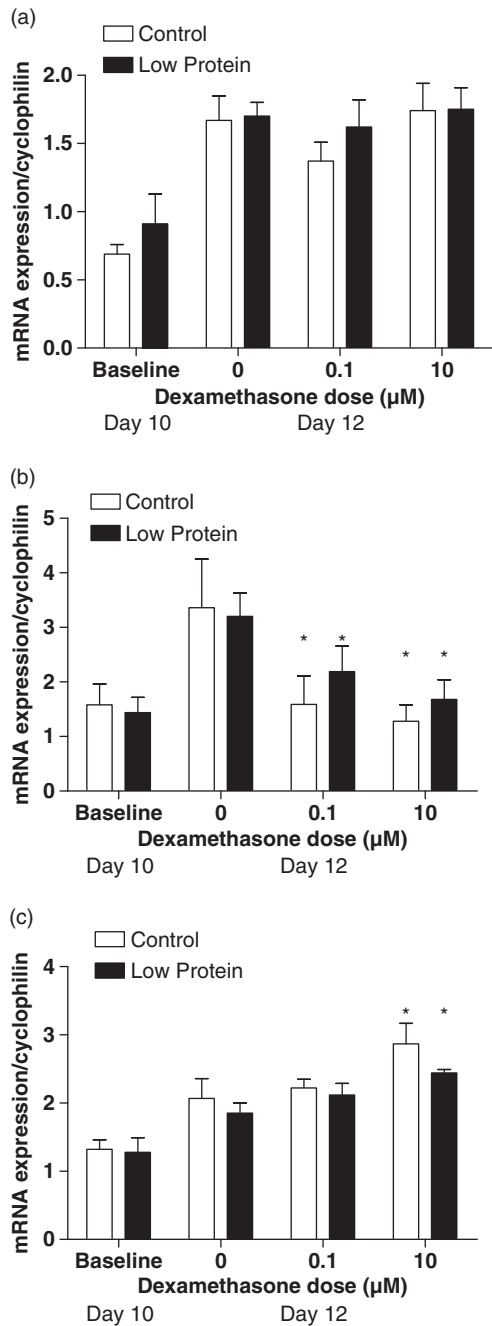 (a)
Control
Low Protein
2.0
1.5
1.0
0.5
0.0
mRNA expression/cyclophilin
Baseline 0 0.1 10
Dexamethasone dose (µM)
Day 10 Day 12
(b)
Control
Low Protein
5
4
3
2
1
0
mRNA expression/cyclophilin
* * * *
Baseline 0 0.1 10
Dexamethasone dose (µM)
Day 10 Day 12
(c)
Control
Low Protein
4
3
2
1
0
mRNA expression/cyclophilin
* *
Baseline 0 0.1 10
Dexamethasone dose (µM)
Day 10 Day 12